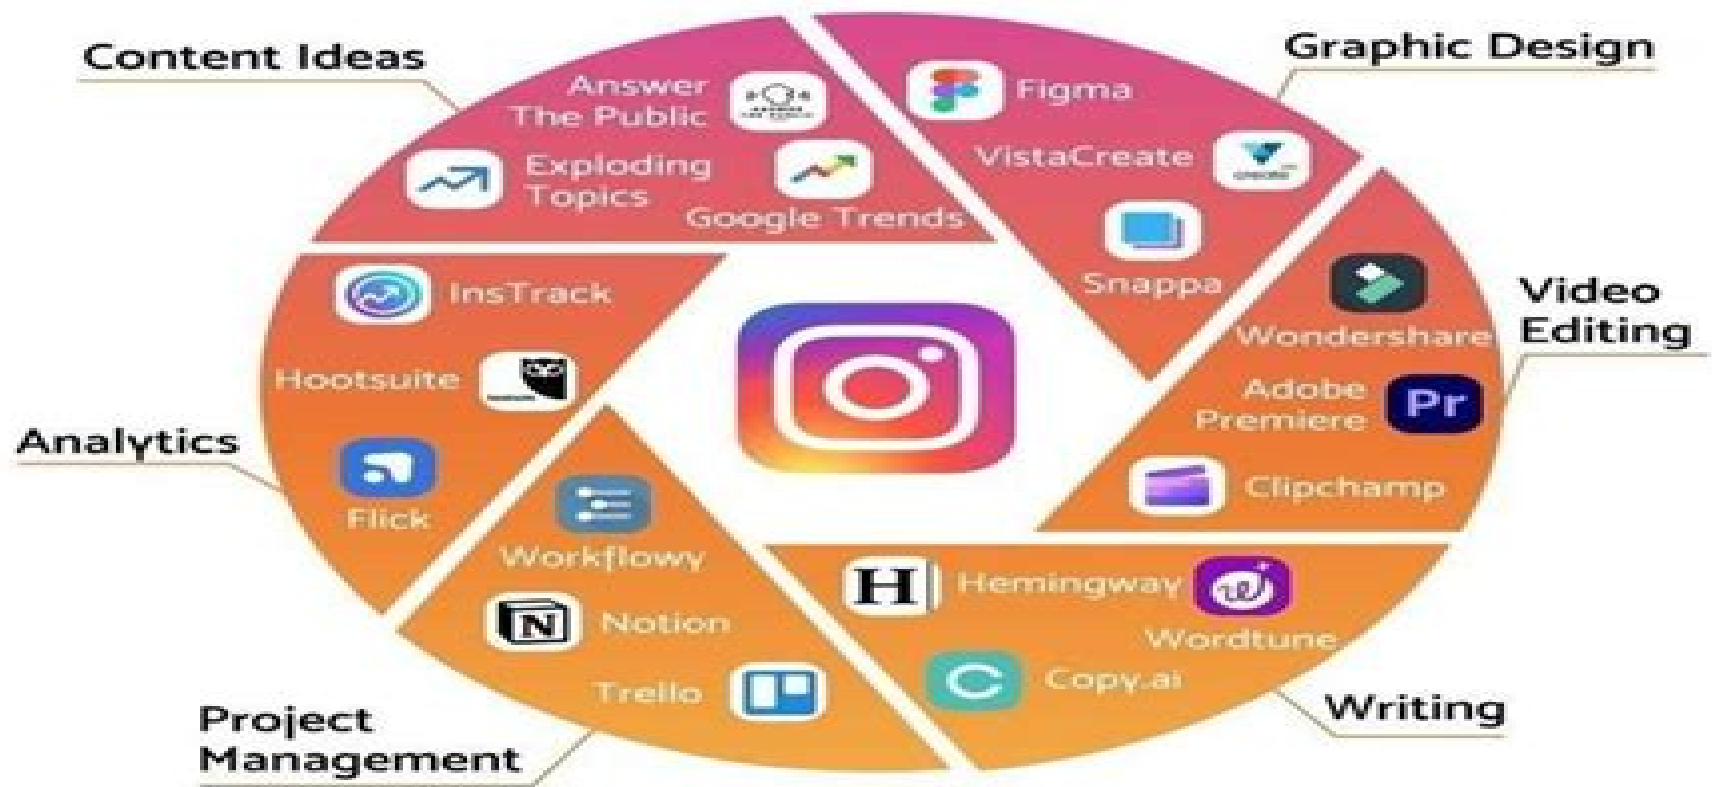 Content Ideas
Answer
The Public
Exploding
Topics
Google Trends
Graphic Design
Figma
VistaCreate
create
Snappa
Video
Editing
Wondershare
Adobe
Premiere
Pr
Clipchamp
Analytics
InsTrack
Hootsuite
Flick
Project
Management
Workflowy
N
Notion
Trello
Writing
H
Hemingway
w
Wordtune
C
Copy.ai